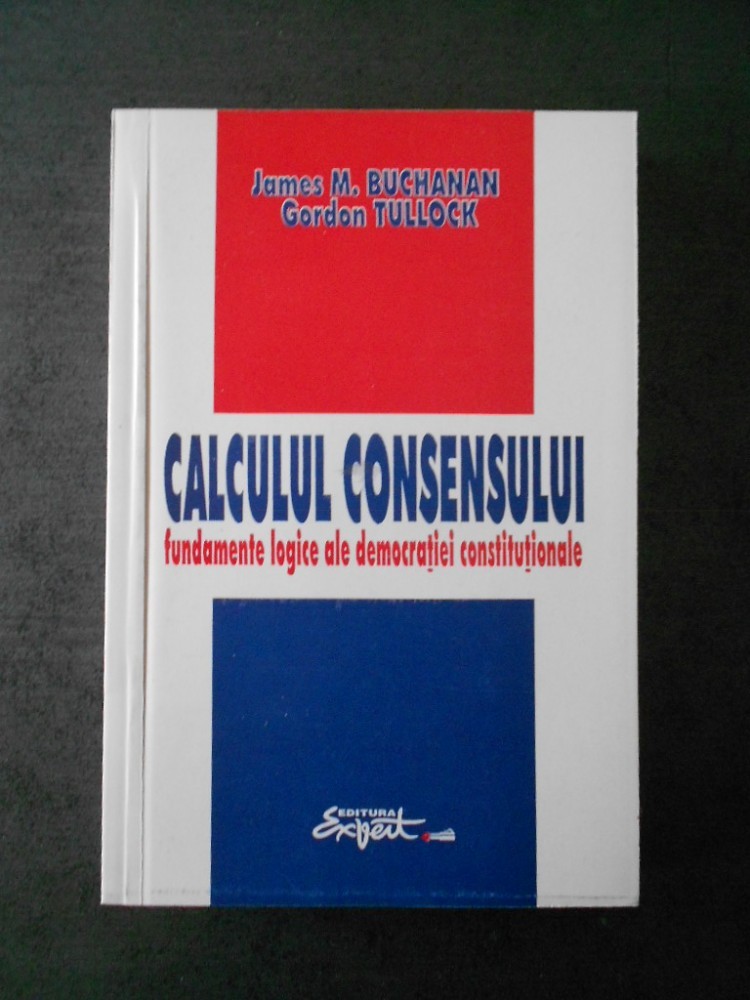 James M. BUCHANAN
Gordon TULLOCK
CALCULUL CONSENSULUI
fundamente logice ale democrației constituționale
EDITURA
Expert